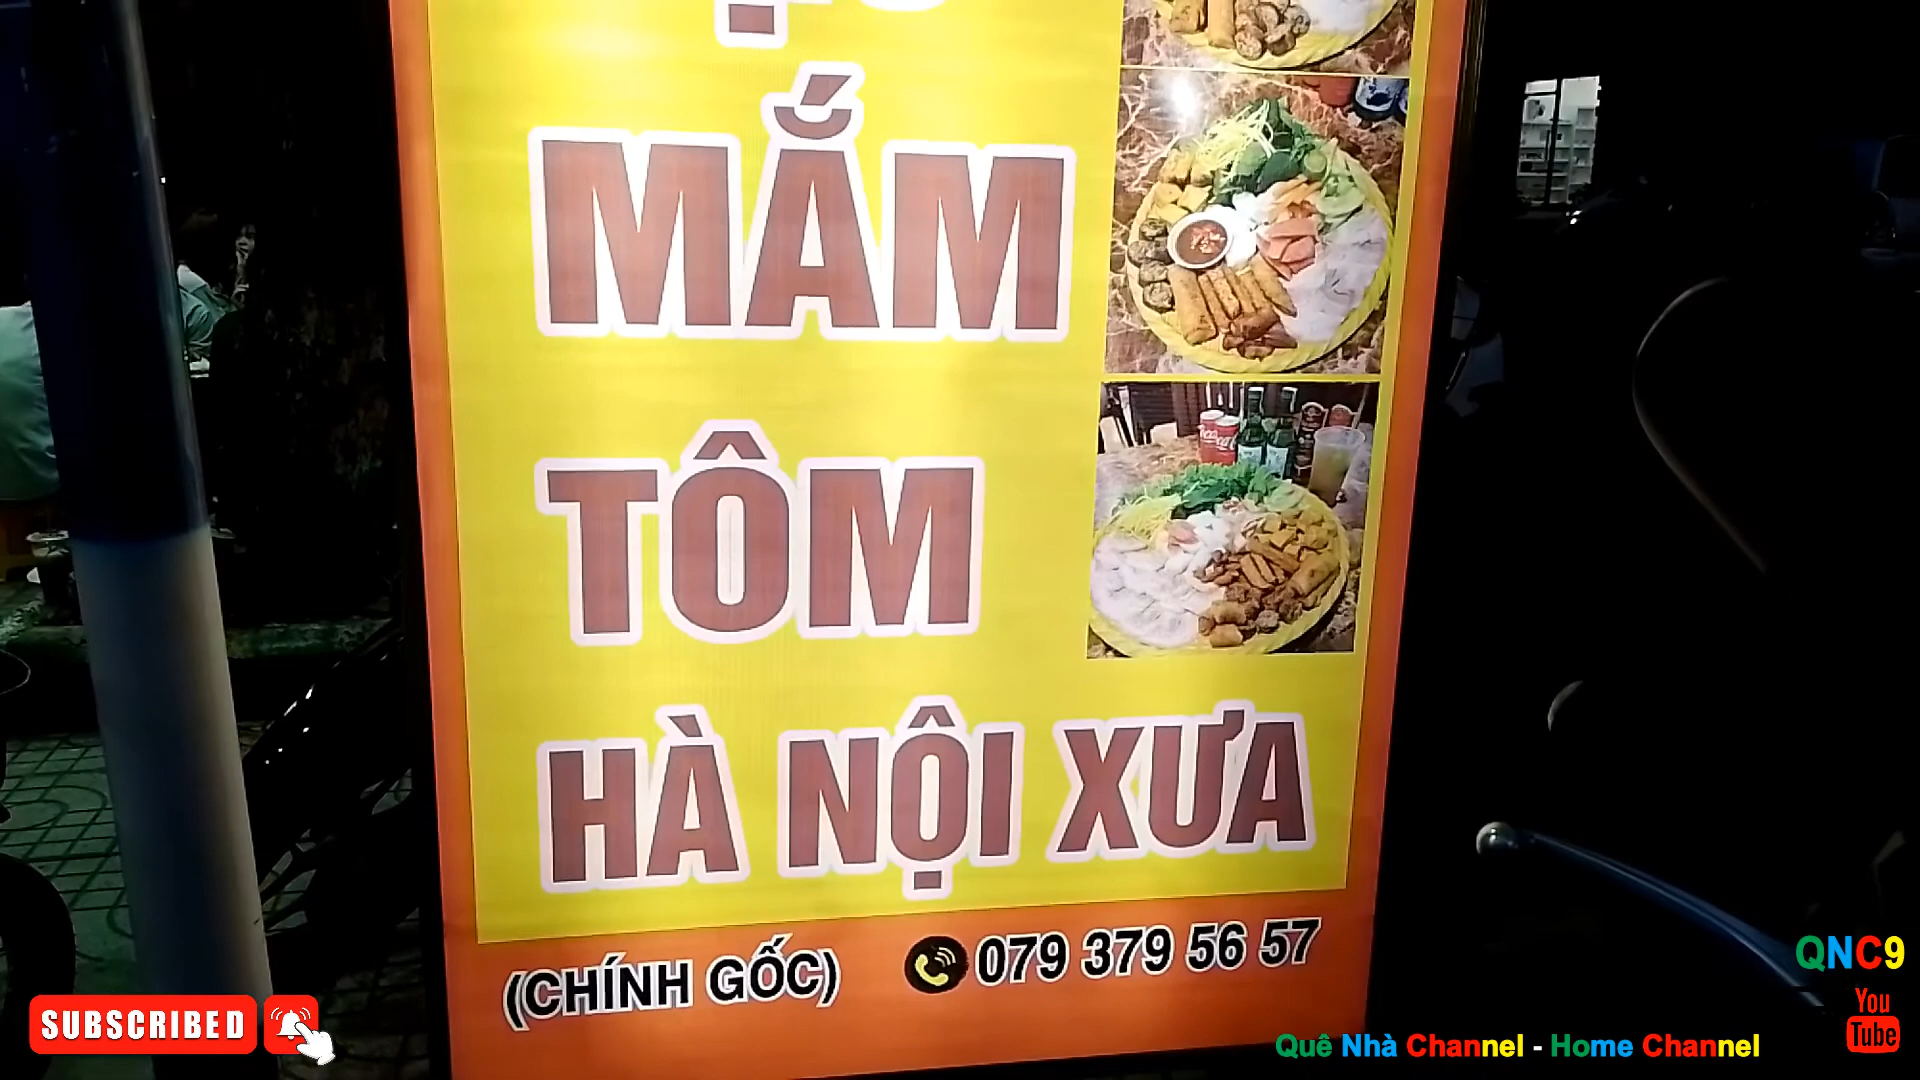 MẮM
TÔM
HÀ NỘI XƯA
(CHÍNH GỐC) 079 379 56 57
SUBSCRIBED
QNC9
You
Tube
Quê Nhà Channel - Home Channel